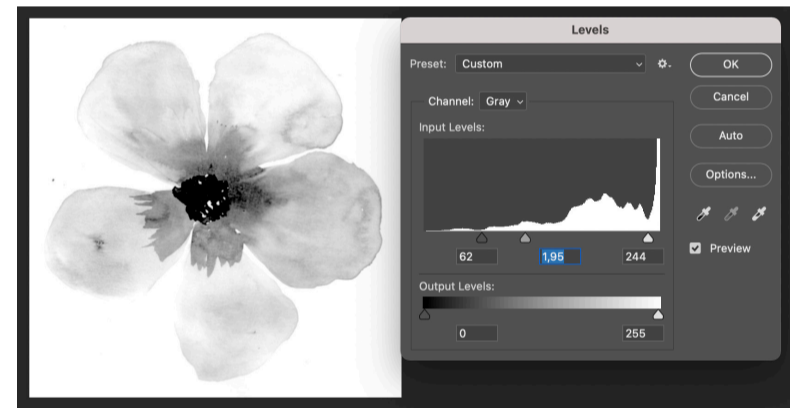 Levels
Preset: Custom
OK
Channel: Gray
Cancel
Input Levels:
Auto
Options...
Preview
62 1,95 244
Output Levels:
0 255